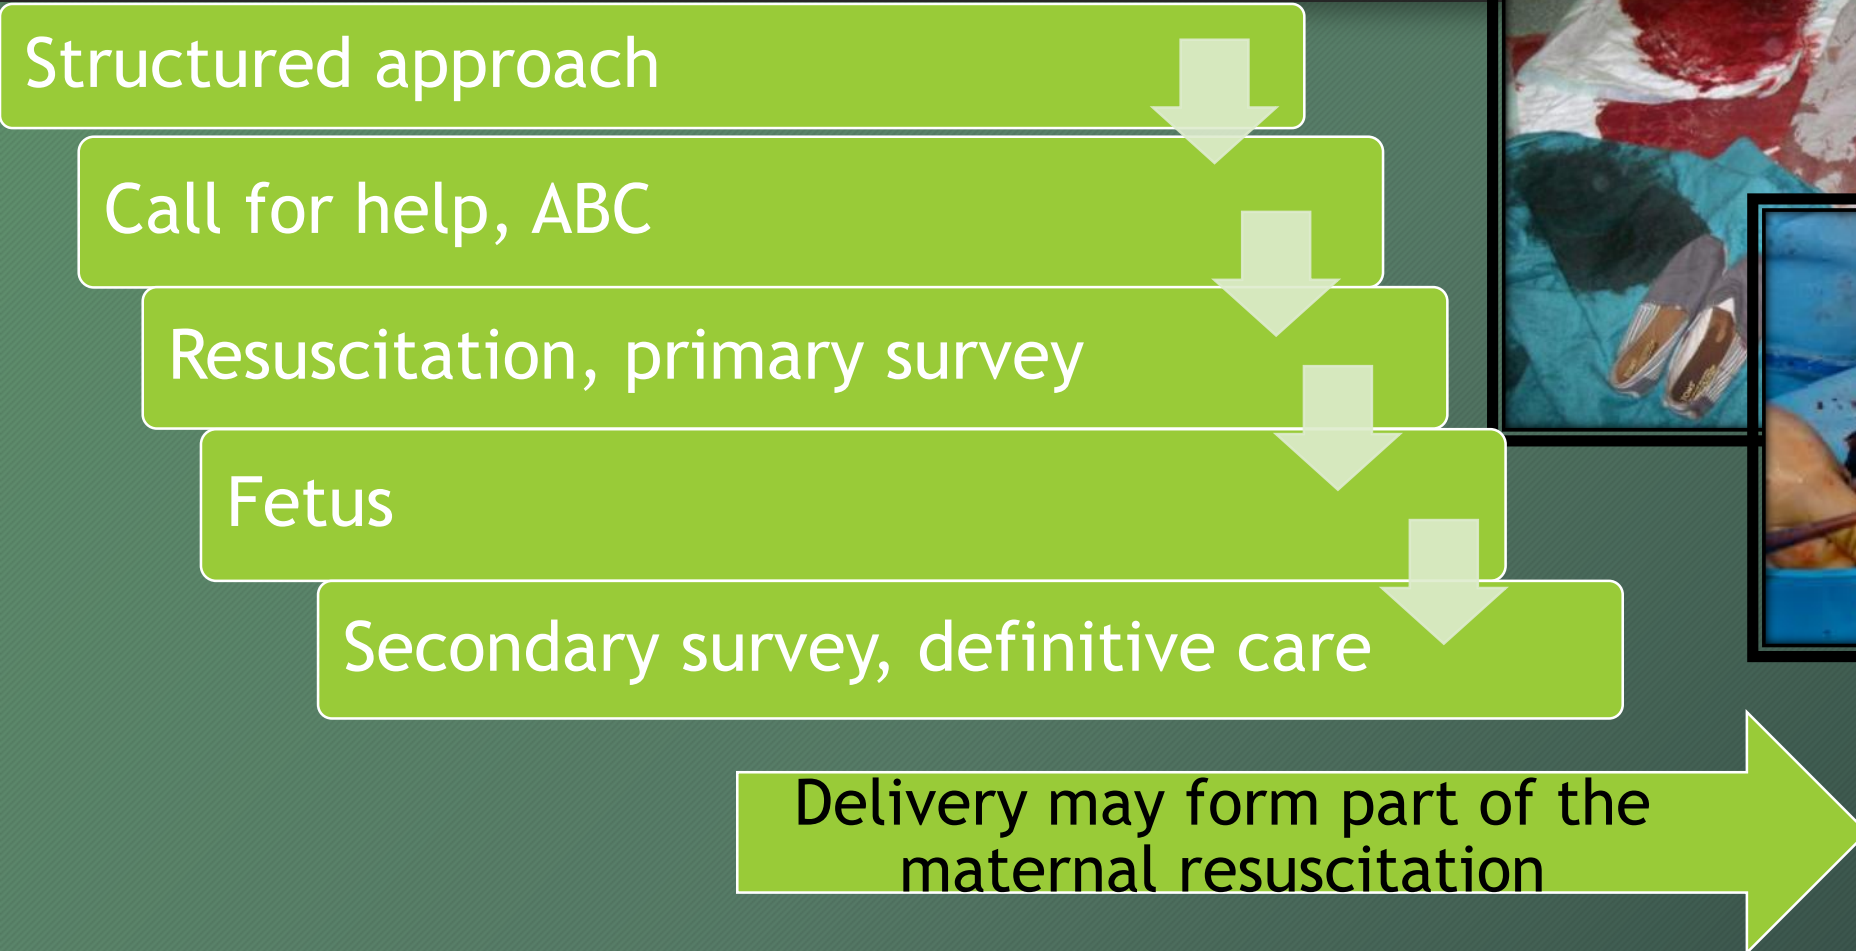 Structured approach
Call for help, ABC
Resuscitation, primary survey
Fetus
Secondary survey, definitive care
Delivery may form part of the
maternal resuscitation